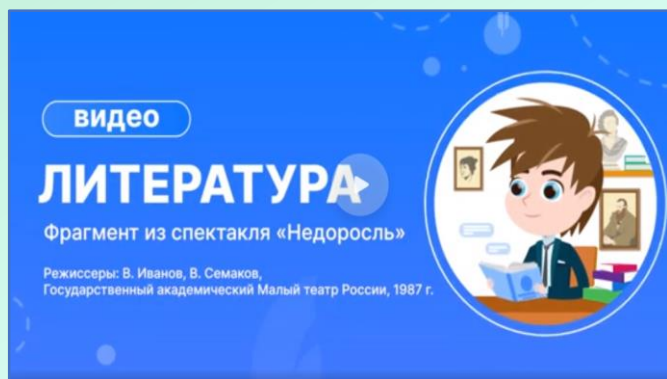 видео
ЛИТЕРАТУРА
Фрагмент из спектакля «Недоросль»
Режиссеры: В. Иванов, В. Семаков,
Государственный академический Малый театр России, 1987 г.